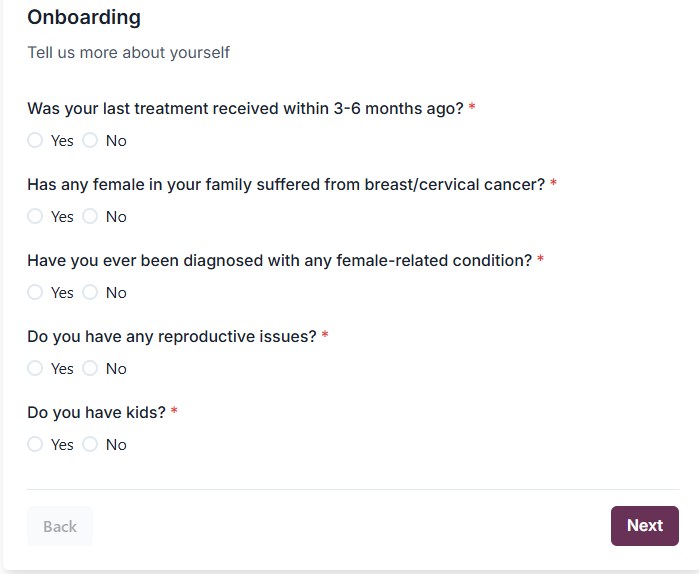 Onboarding
Tell us more about yourself
Was your last treatment received within 3-6 months ago? *
Yes No
Has any female in your family suffered from breast/cervical cancer? *
Yes No
Have you ever been diagnosed with any female-related condition? *
Yes No
Do you have any reproductive issues? *
Yes No
Do you have kids? *
Yes No
Back Next